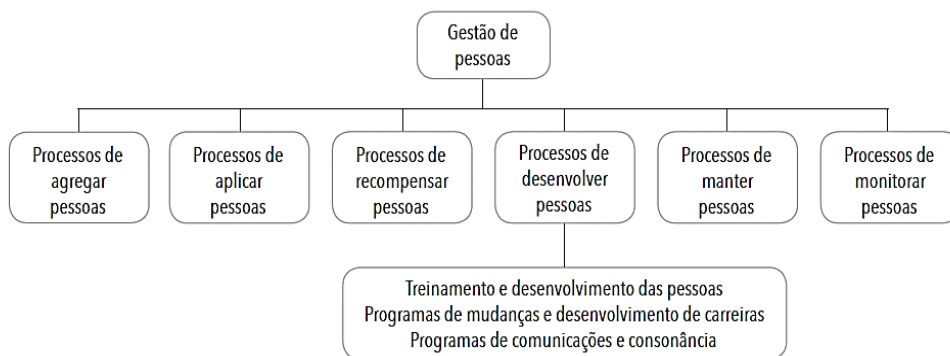 Gestão de
pessoas
Processos de
agregar
pessoas
Processos de
aplicar
pessoas
Processos de
recompensar
pessoas
Processos de
desenvolver
pessoas
Processos de
manter
pessoas
Processos de
monitorar
pessoas
Treinamento e desenvolvimento das pessoas
Programas de mudanças e desenvolvimento de carreiras
Programas de comunicações e consonância